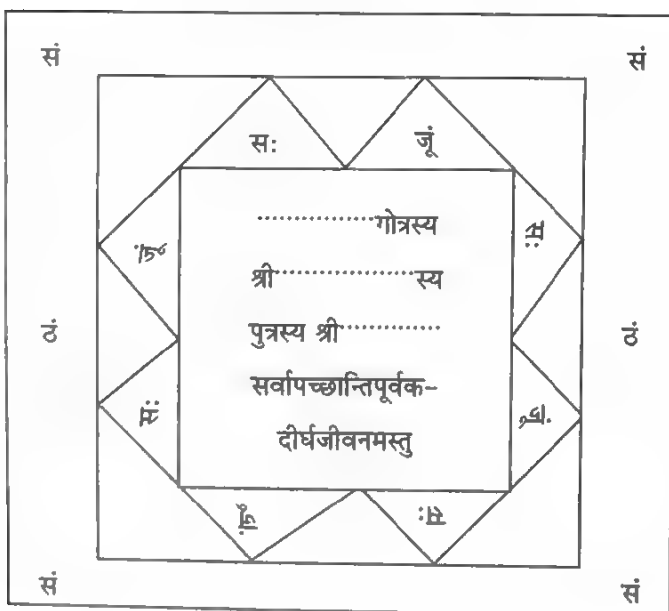 सं सं
सः जूं
जूं सः
················गोत्रस्य
श्री·················स्य
ठं ठं
पुत्रस्य श्री············
सर्वापच्छान्तिपूर्वक–
दीर्घजीवनमस्तु
सः जूं
जूं सः
सं सं